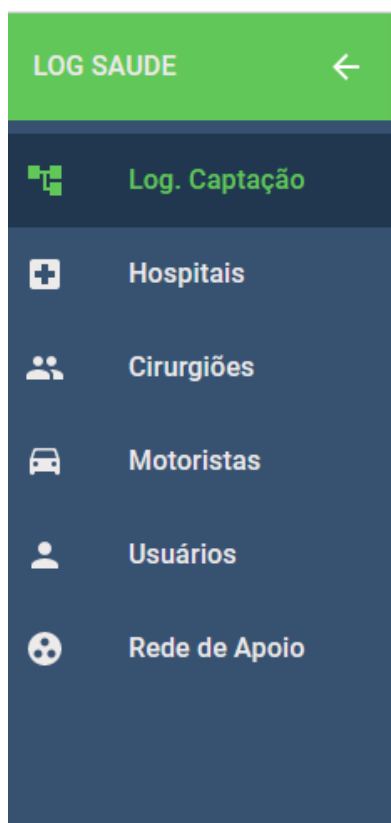 LOG SAUDE
Log. Captação
Hospitais
Cirurgiões
Motoristas
Usuários
Rede de Apoio